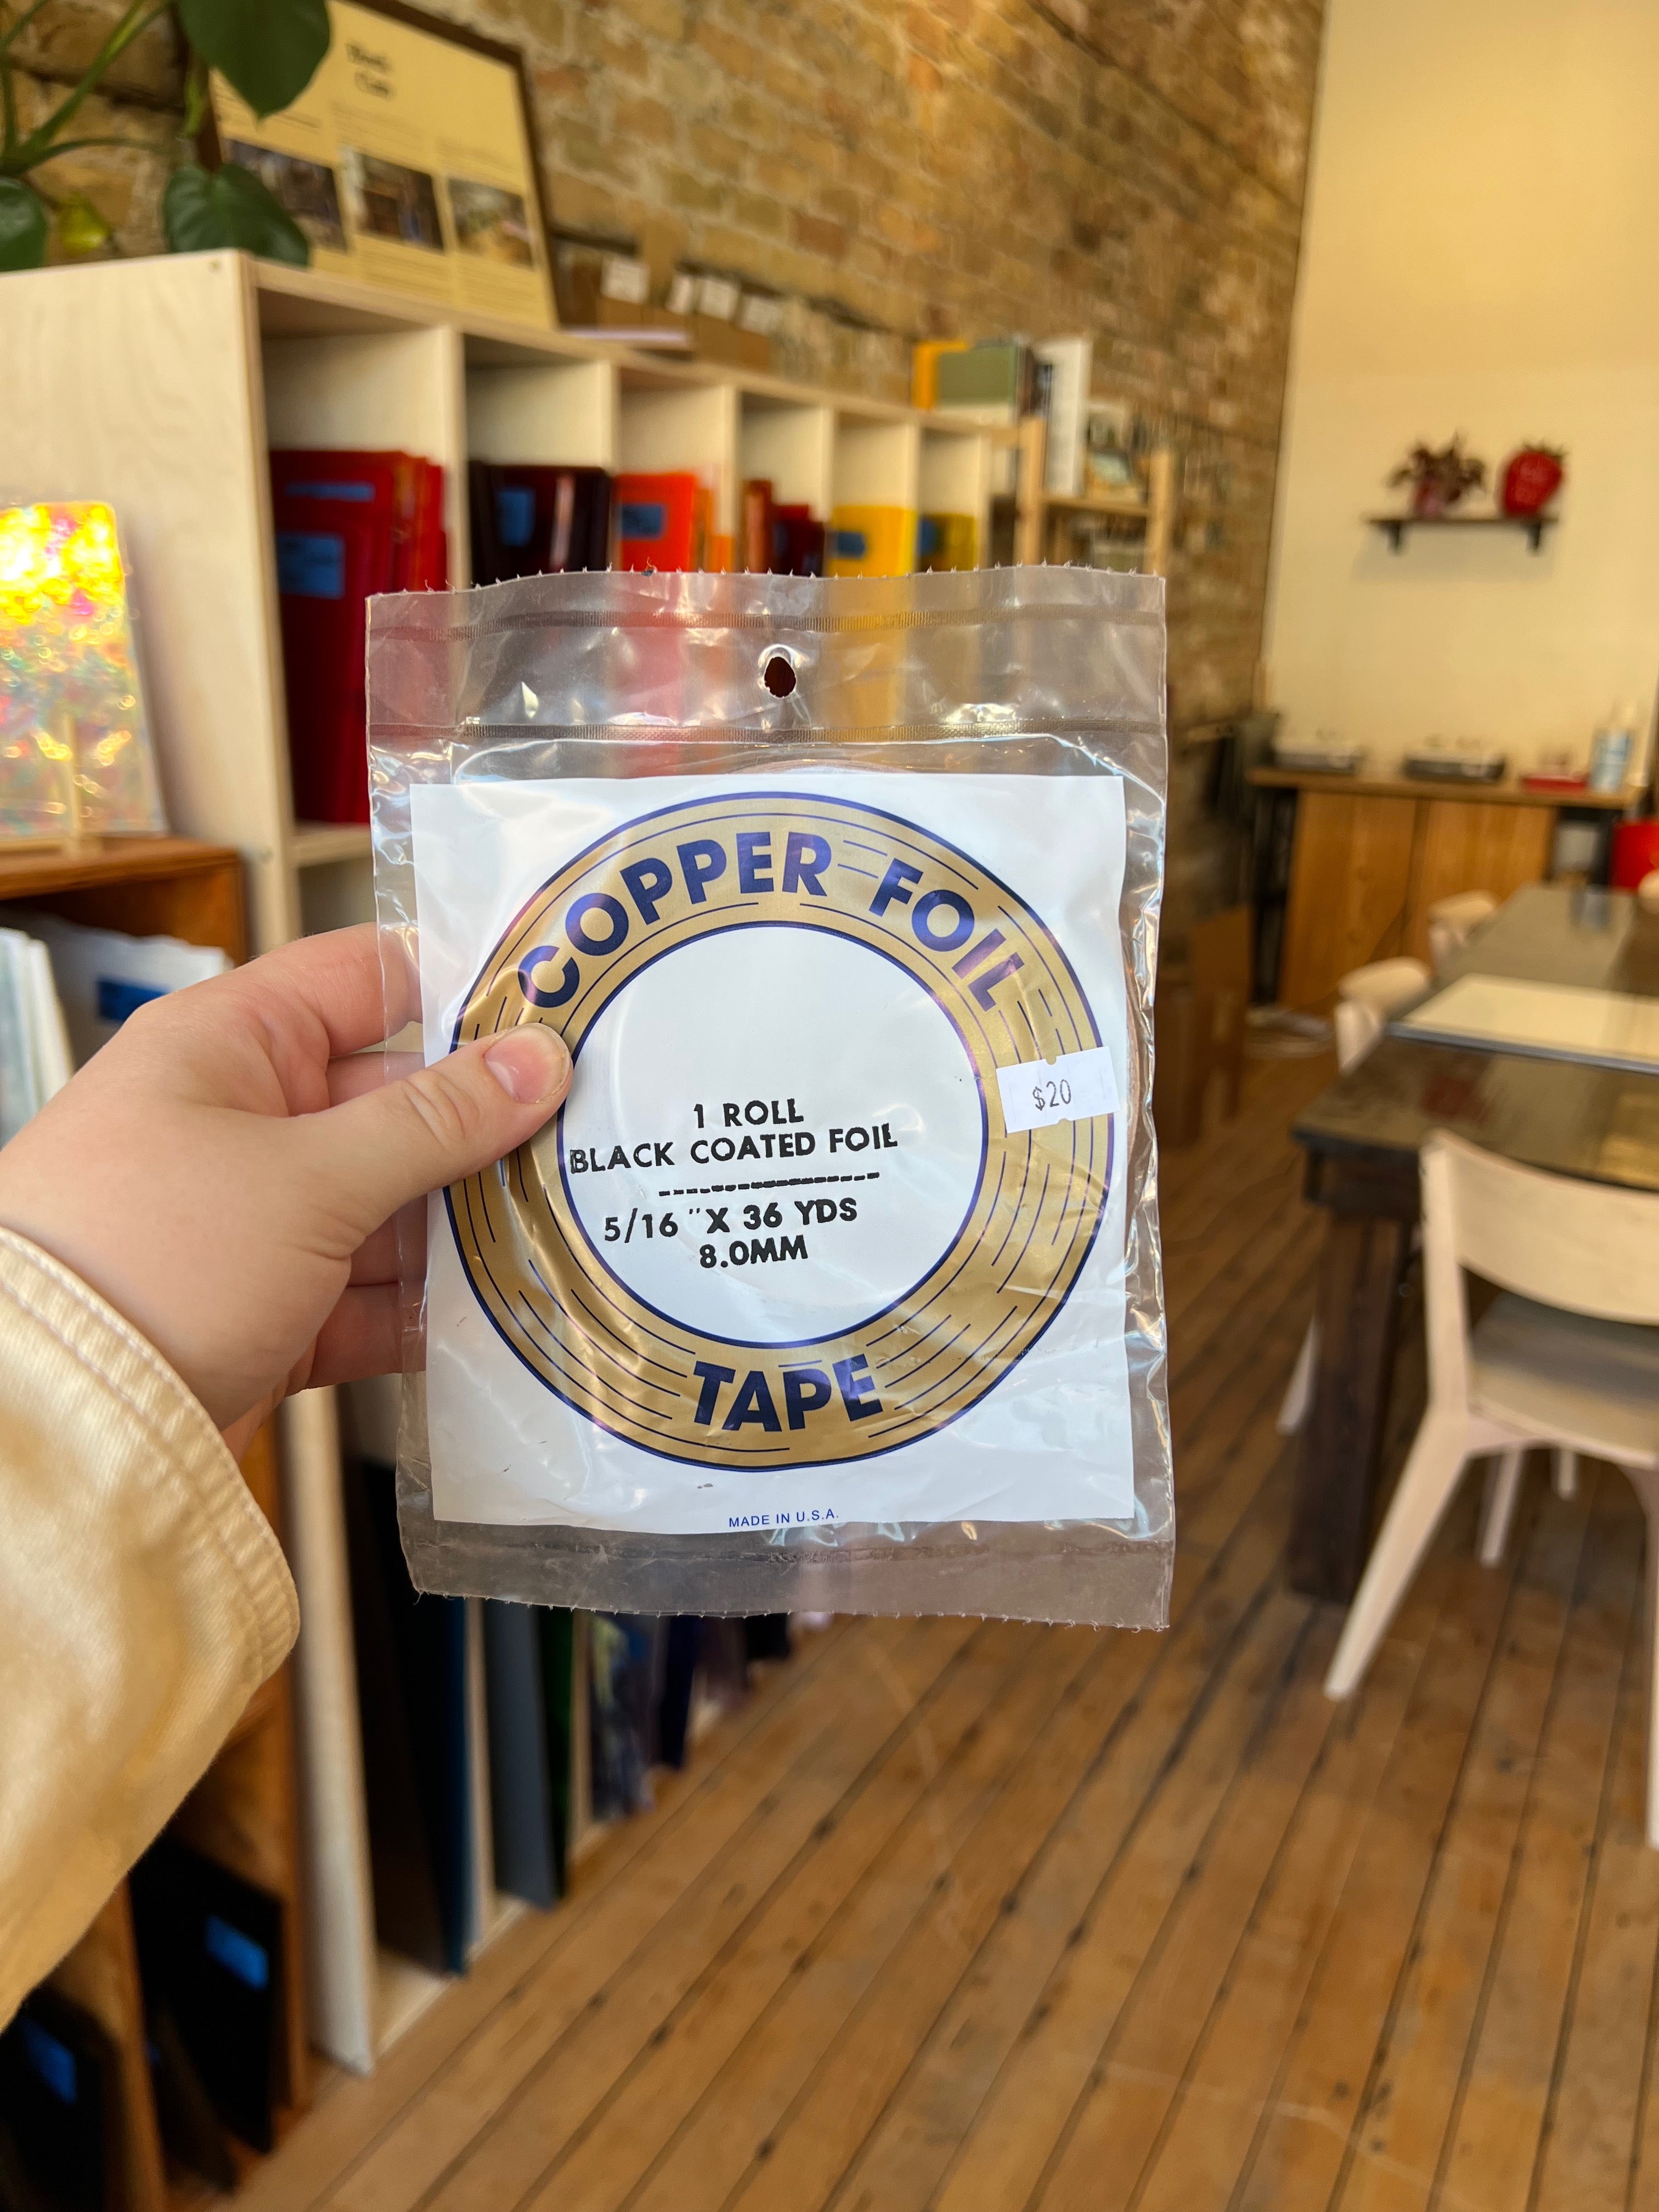 COPPER FOIL
$20
1 ROLL
BLACK COATED FOIL
-----------------
5/16 "X 36 YDS
8.0MM
TAPE
MADE IN U.S.A.